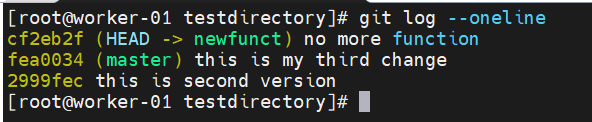 [root@worker-01 testdirectory]# git log --oneline
cf2eb2f (HEAD -> newfunct) no more function
fea0034 (master) this is my third change
2999fec this is second version
[root@worker-01 testdirectory]#